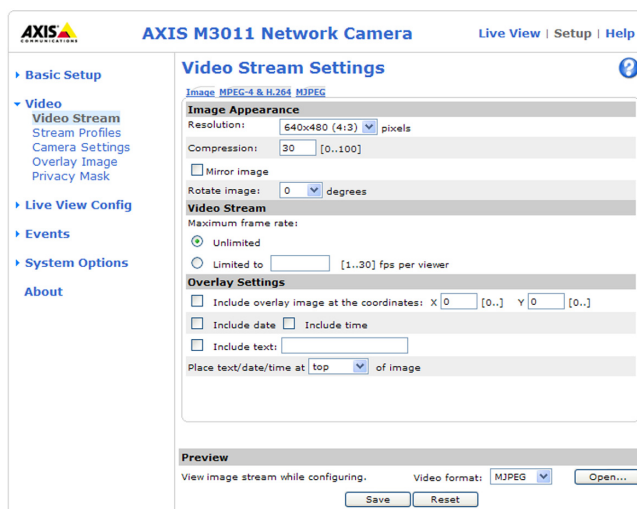 AXIS
COMMUNICATIONS
AXIS M3011 Network Camera
Live View | Setup | Help
Basic Setup
Video
Video Stream
Stream Profiles
Camera Settings
Overlay Image
Privacy Mask
Live View Config
Events
System Options
About
Video Stream Settings
?
Image MPEG-4 & H.264 MJPEG
Image Appearance
Resolution: 640x480 (4:3) pixels
Compression: 30 [0..100]
Mirror image
Rotate image: 0 degrees
Video Stream
Maximum frame rate:
Unlimited
Limited to [1..30] fps per viewer
Overlay Settings
Include overlay image at the coordinates: X 0 [0..] Y 0 [0..]
Include date Include time
Include text:
Place text/date/time at top of image
Preview
View image stream while configuring. Video format: MJPEG Open...
Save Reset